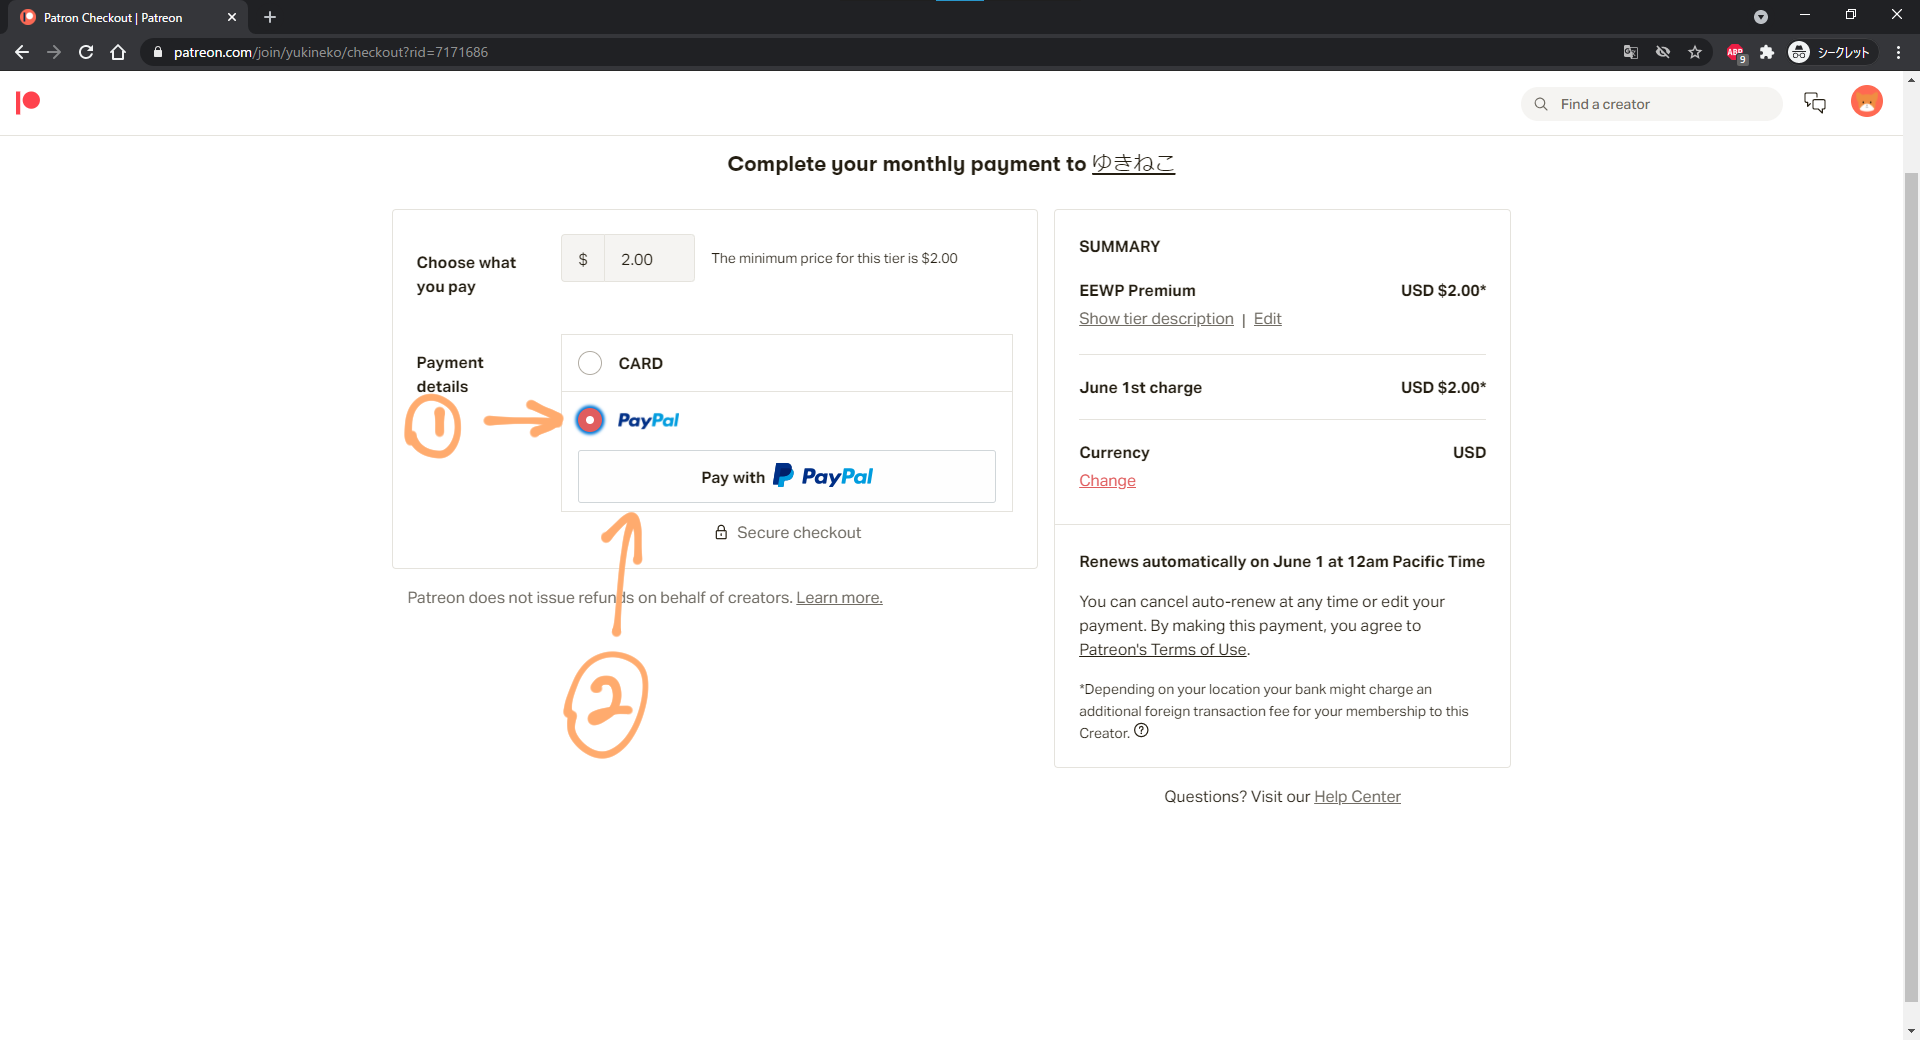 Patron Checkout | Patreon
patreon.com/join/yukineko/checkout?rid=7171686
ABP
9
シークレット
Find a creator
Complete your monthly payment to ゆきねこ
Choose what
you pay
$ 2.00
The minimum price for this tier is $2.00
Payment
details
CARD
① PayPal
Pay with PayPal
Secure checkout
Patreon does not issue refunds on behalf of creators. Learn more.
②
SUMMARY
EEWP Premium USD $2.00*
Show tier description | Edit
June 1st charge USD $2.00*
Currency USD
Change
Renews automatically on June 1 at 12am Pacific Time
You can cancel auto-renew at any time or edit your
payment. By making this payment, you agree to
Patreon's Terms of Use.
*Depending on your location your bank might charge an
additional foreign transaction fee for your membership to this
Creator.
Questions? Visit our Help Center